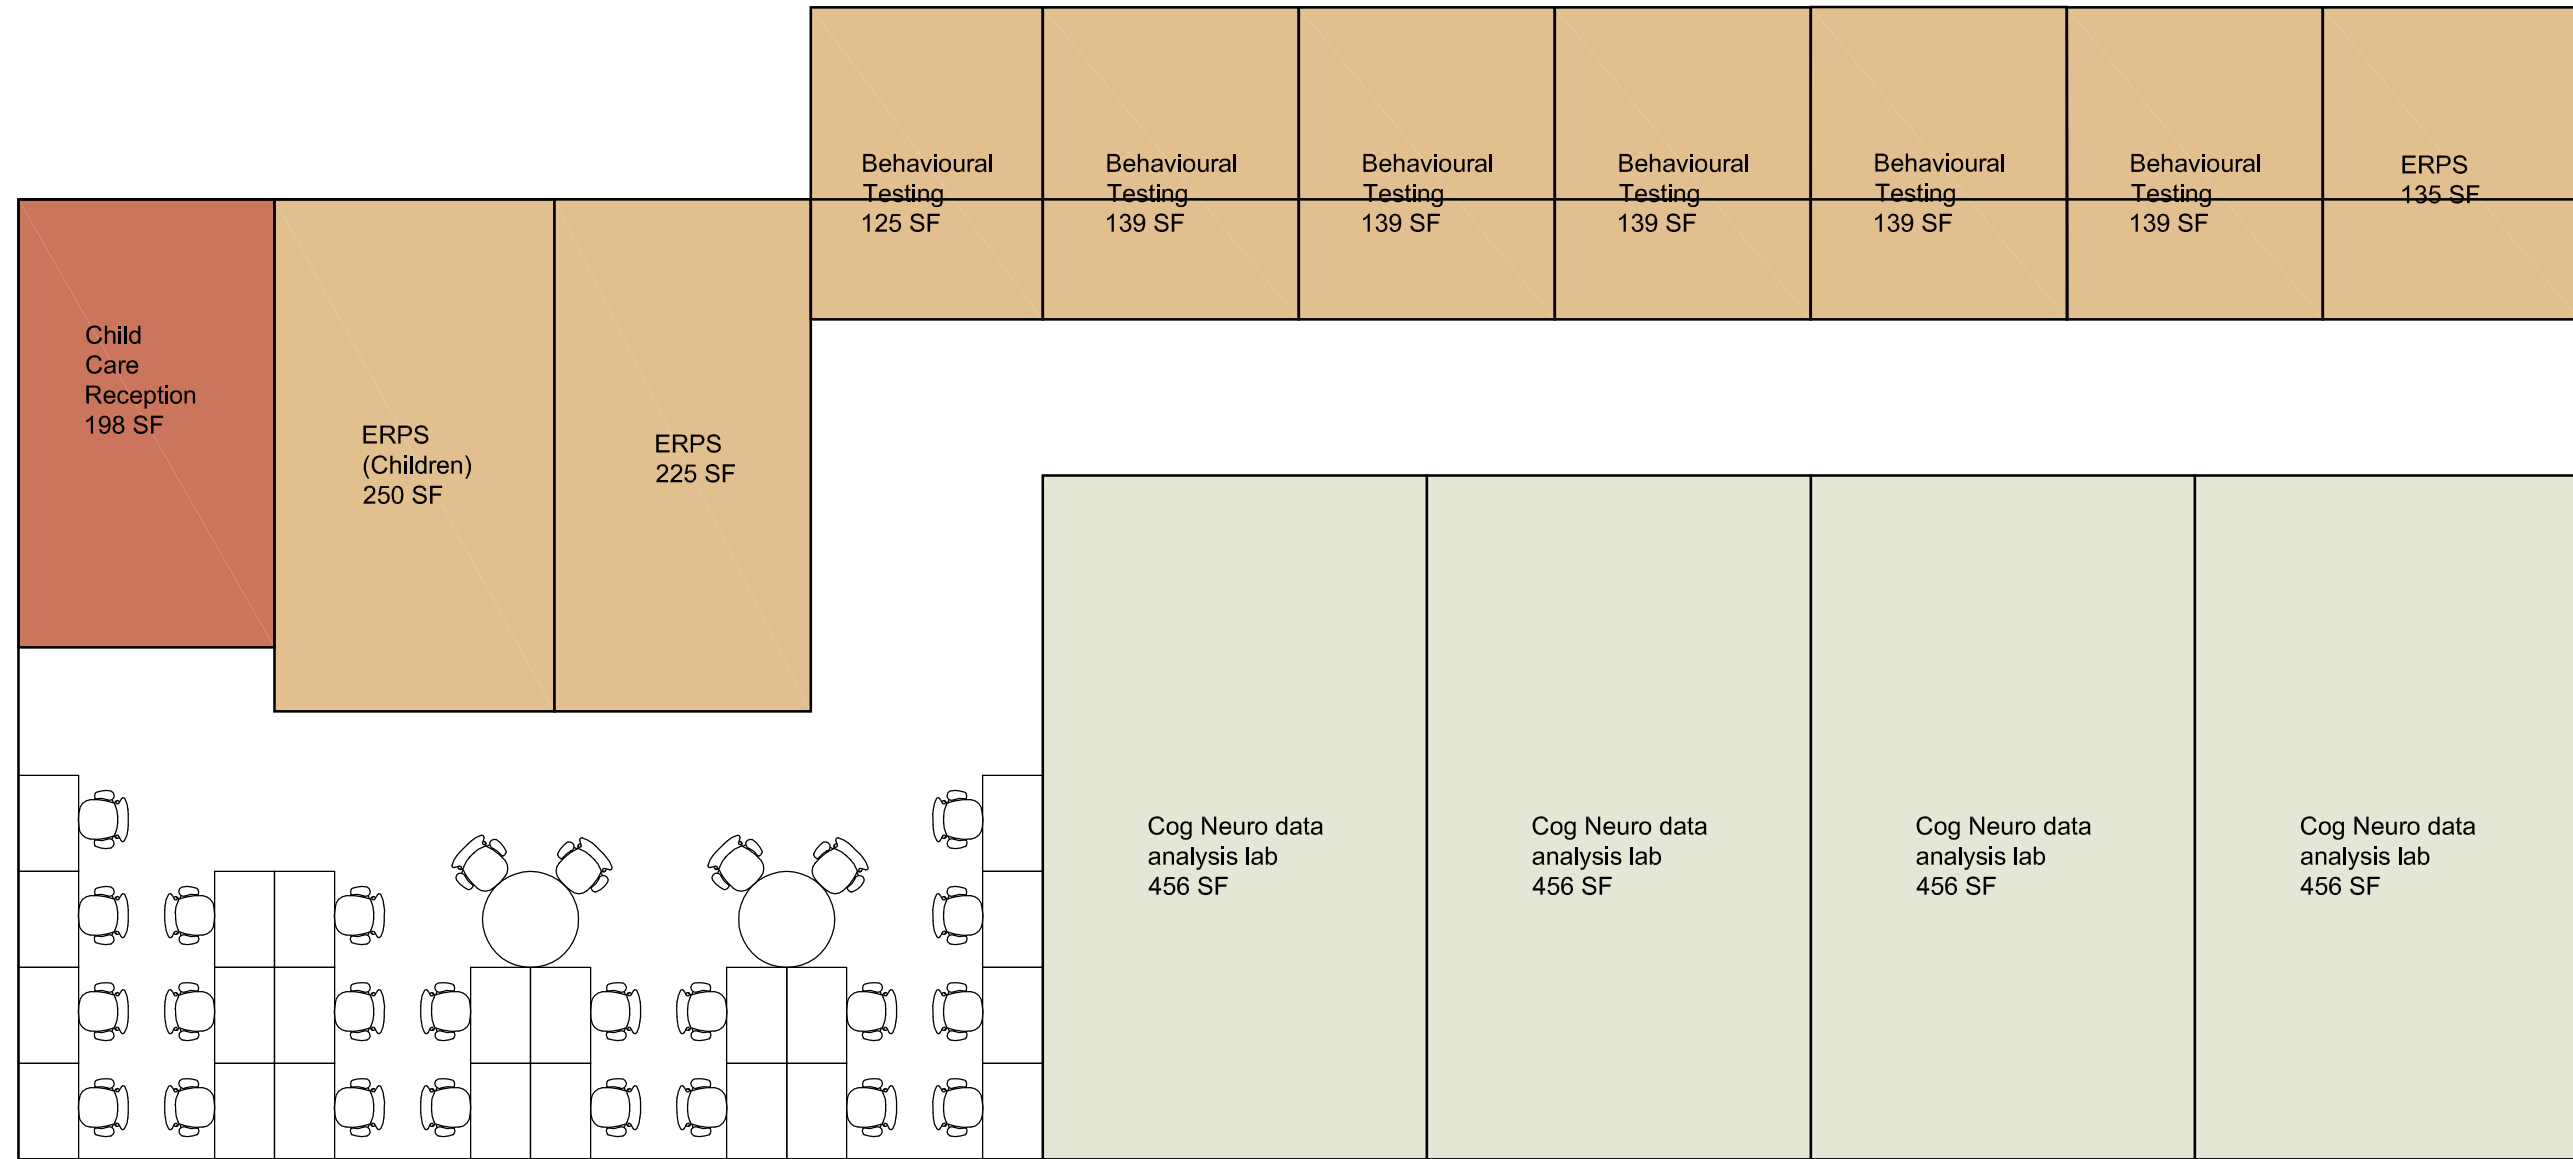 Behavioural
Testing
125 SF
Behavioural
Testing
139 SF
Behavioural
Testing
139 SF
Behavioural
Testing
139 SF
Behavioural
Testing
139 SF
Behavioural
Testing
139 SF
ERPS
135 SF
Child
Care
Reception
198 SF
ERPS
(Children)
250 SF
ERPS
225 SF
Cog Neuro data
analysis lab
456 SF
Cog Neuro data
analysis lab
456 SF
Cog Neuro data
analysis lab
456 SF
Cog Neuro data
analysis lab
456 SF